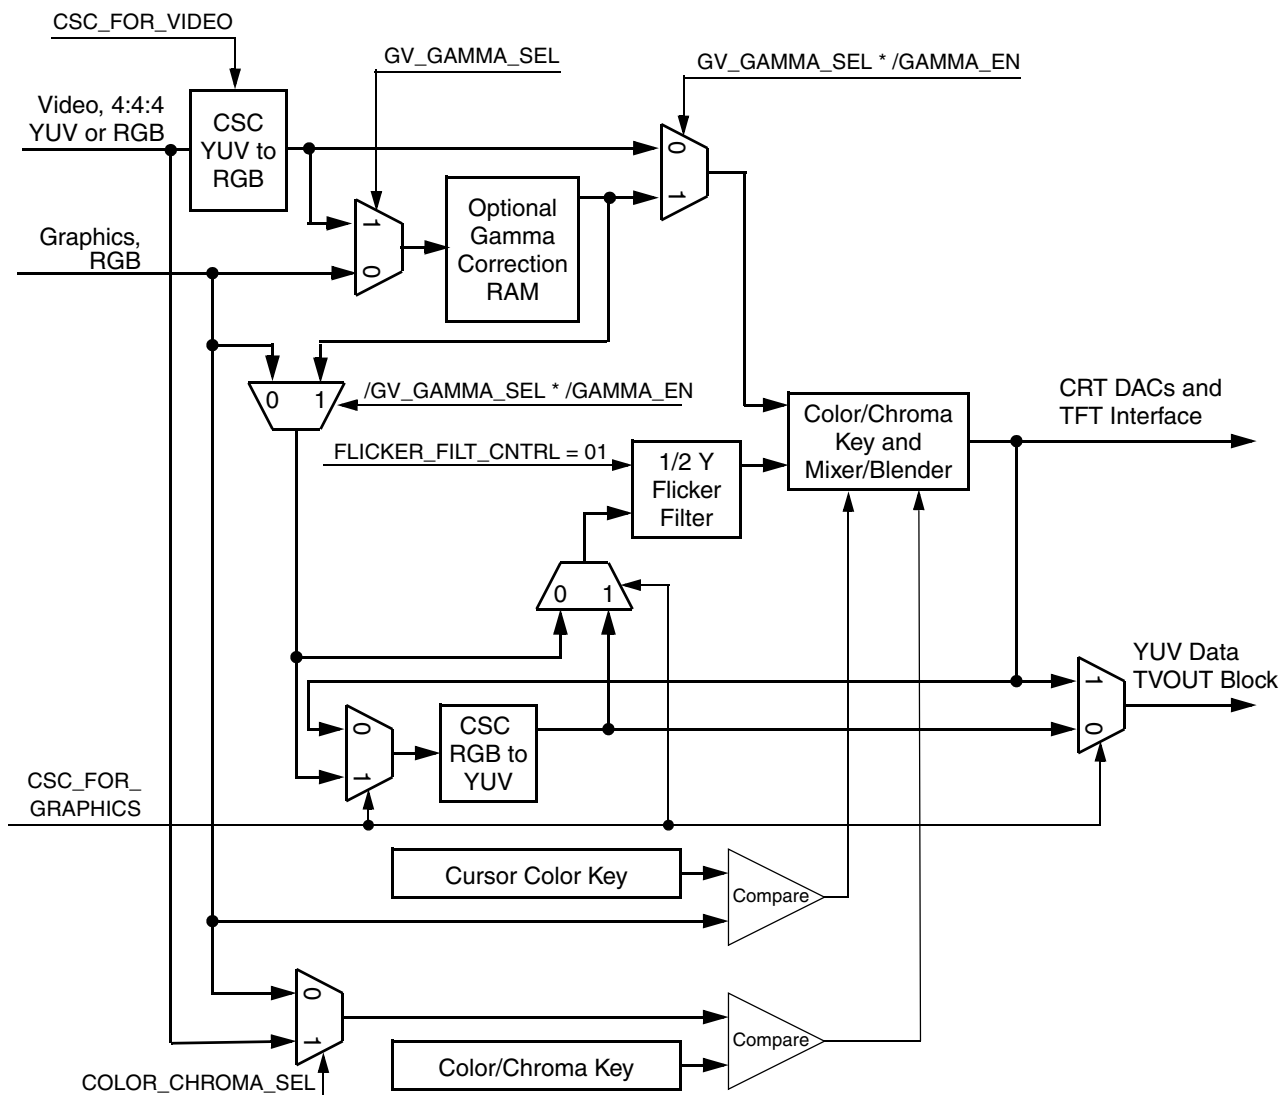 CSC_FOR_VIDEO
GV_GAMMA_SEL
GV_GAMMA_SEL * /GAMMA_EN
Video, 4:4:4
YUV or RGB
CSC
YUV to
RGB
0
1
Optional
Gamma
Correction
RAM
1
0
Graphics,
RGB
0 1
/GV_GAMMA_SEL * /GAMMA_EN
CRT DACs and
TFT Interface
Color/Chroma
Key and
Mixer/Blender
FLICKER_FILT_CNTRL = 01
1/2 Y
Flicker
Filter
0 1
YUV Data
TVOUT Block
1
0
0
1
CSC
RGB to
YUV
CSC_FOR_
GRAPHICS
Cursor Color Key
Compare
0
1
Compare
Color/Chroma Key
COLOR_CHROMA_SEL